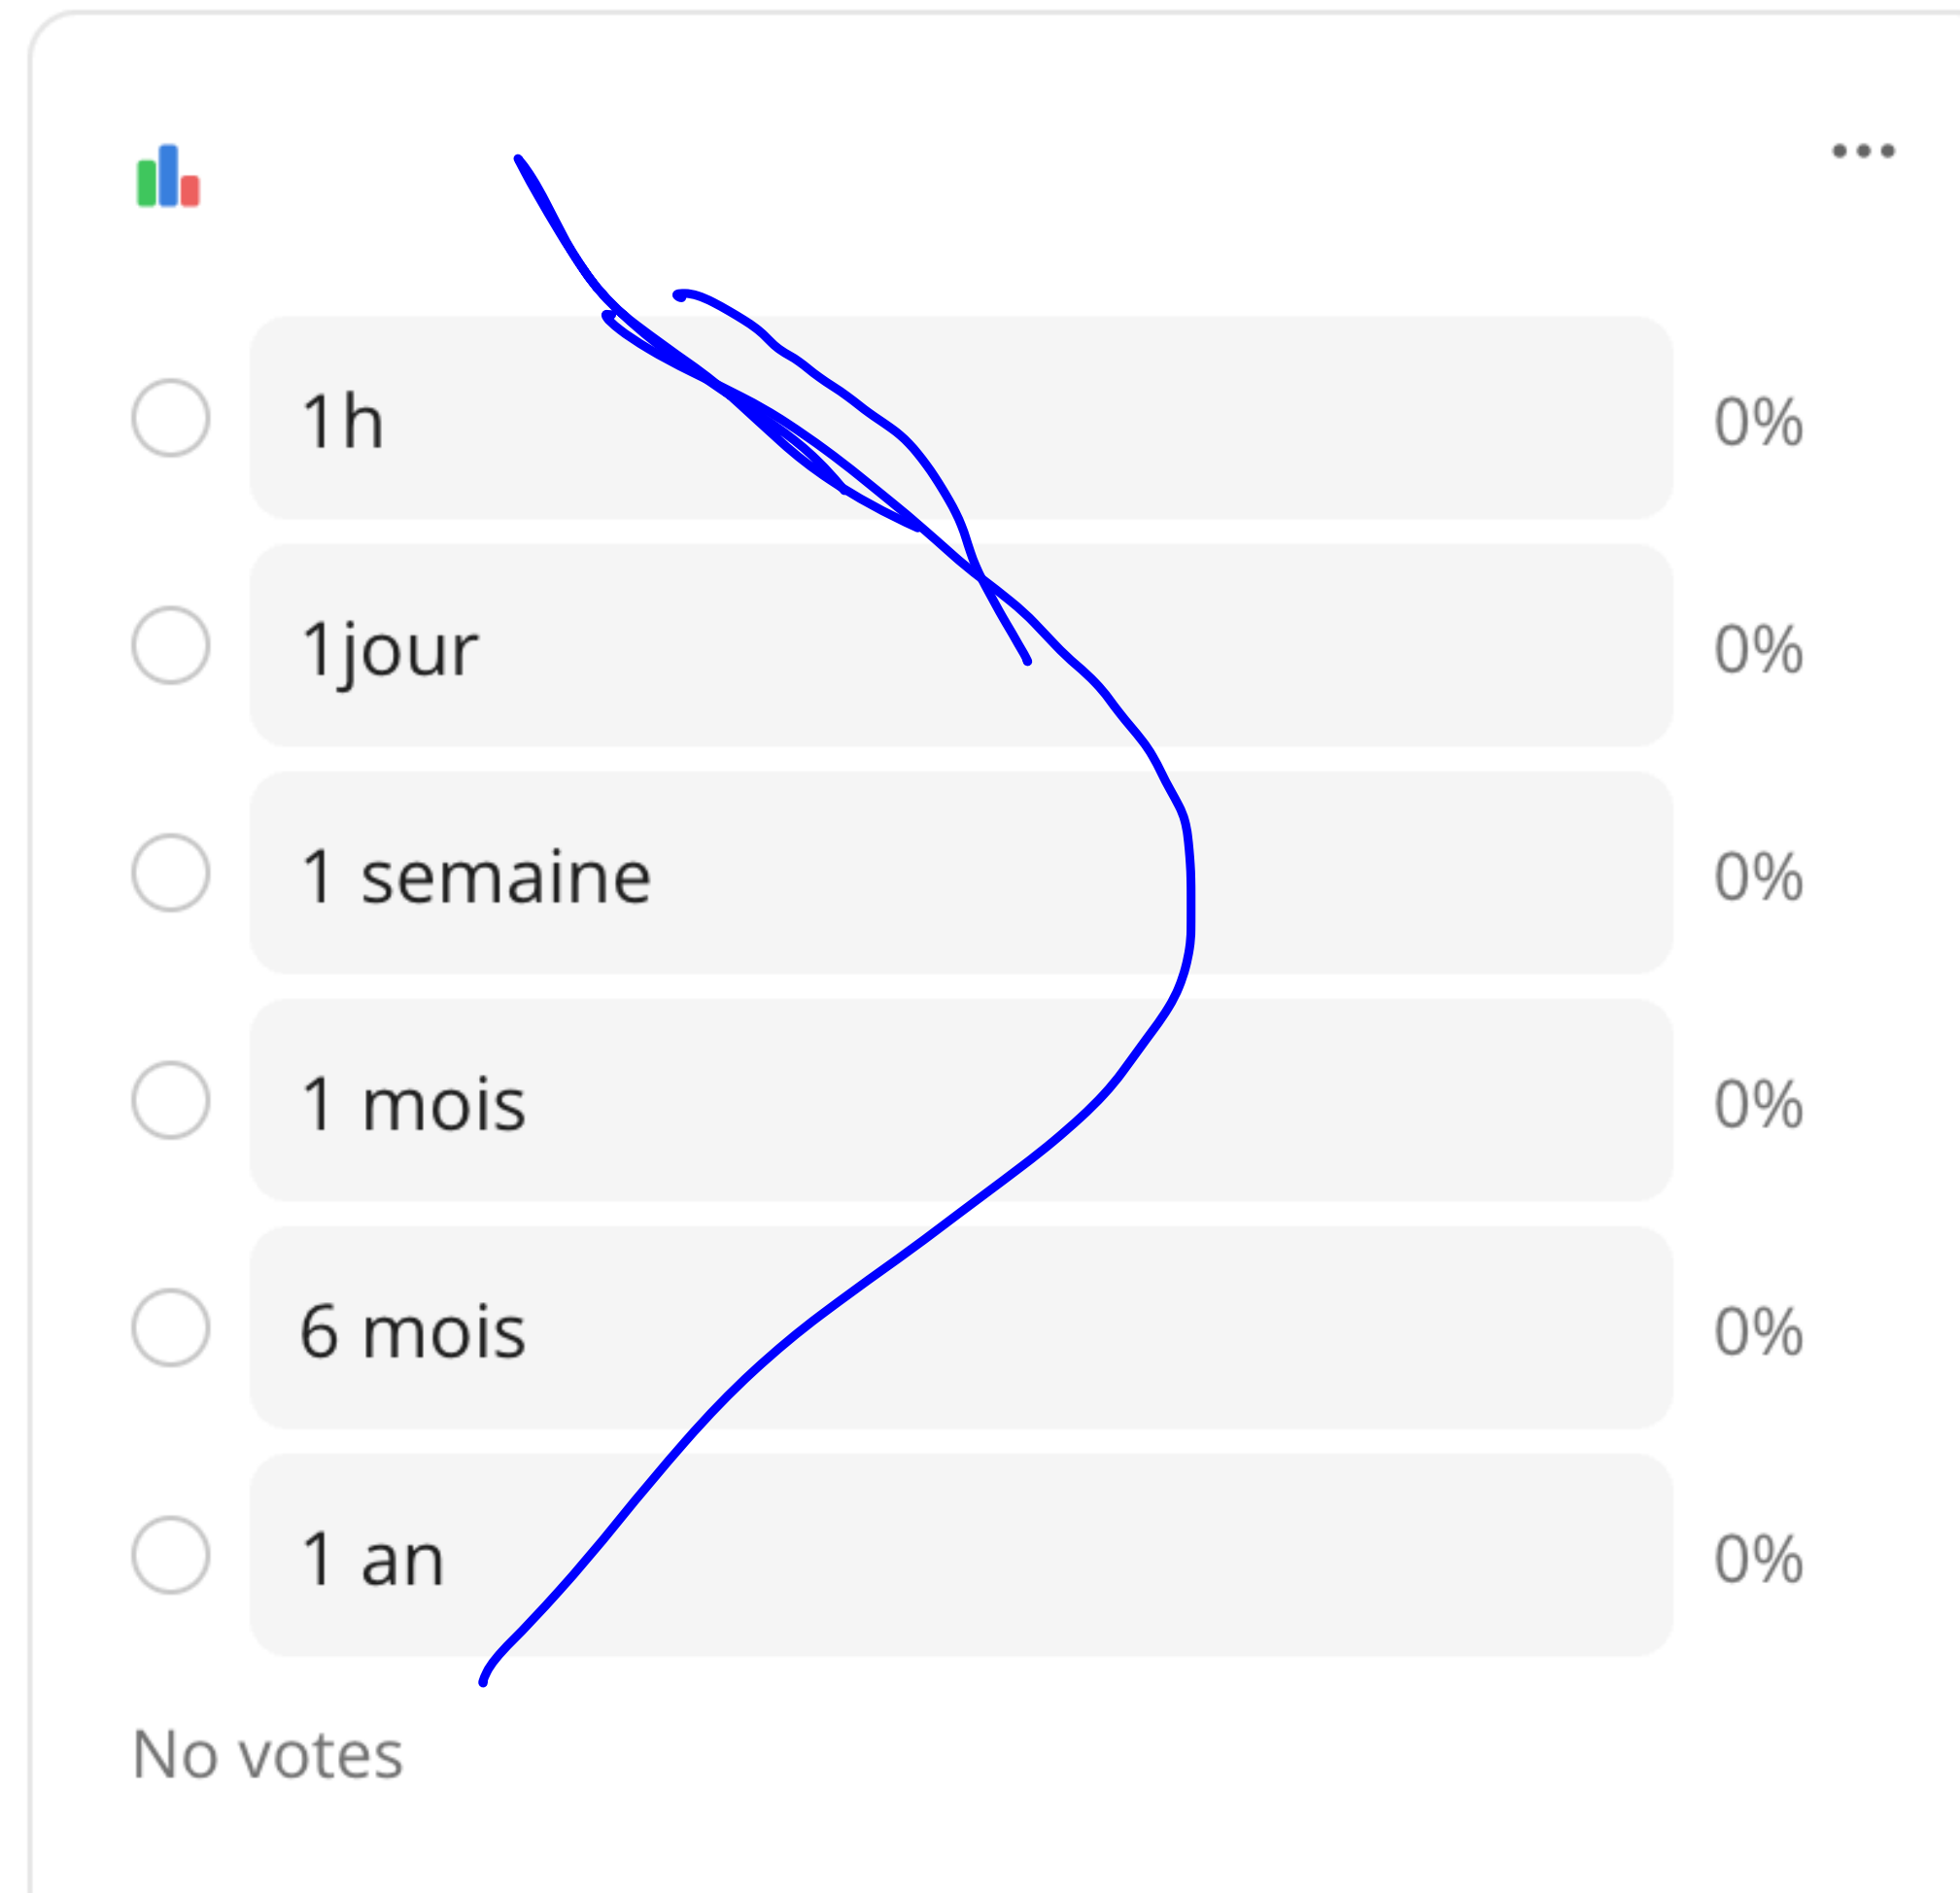 1h 0%
1jour 0%
1 semaine 0%
1 mois 0%
6 mois 0%
1 an 0%
No votes